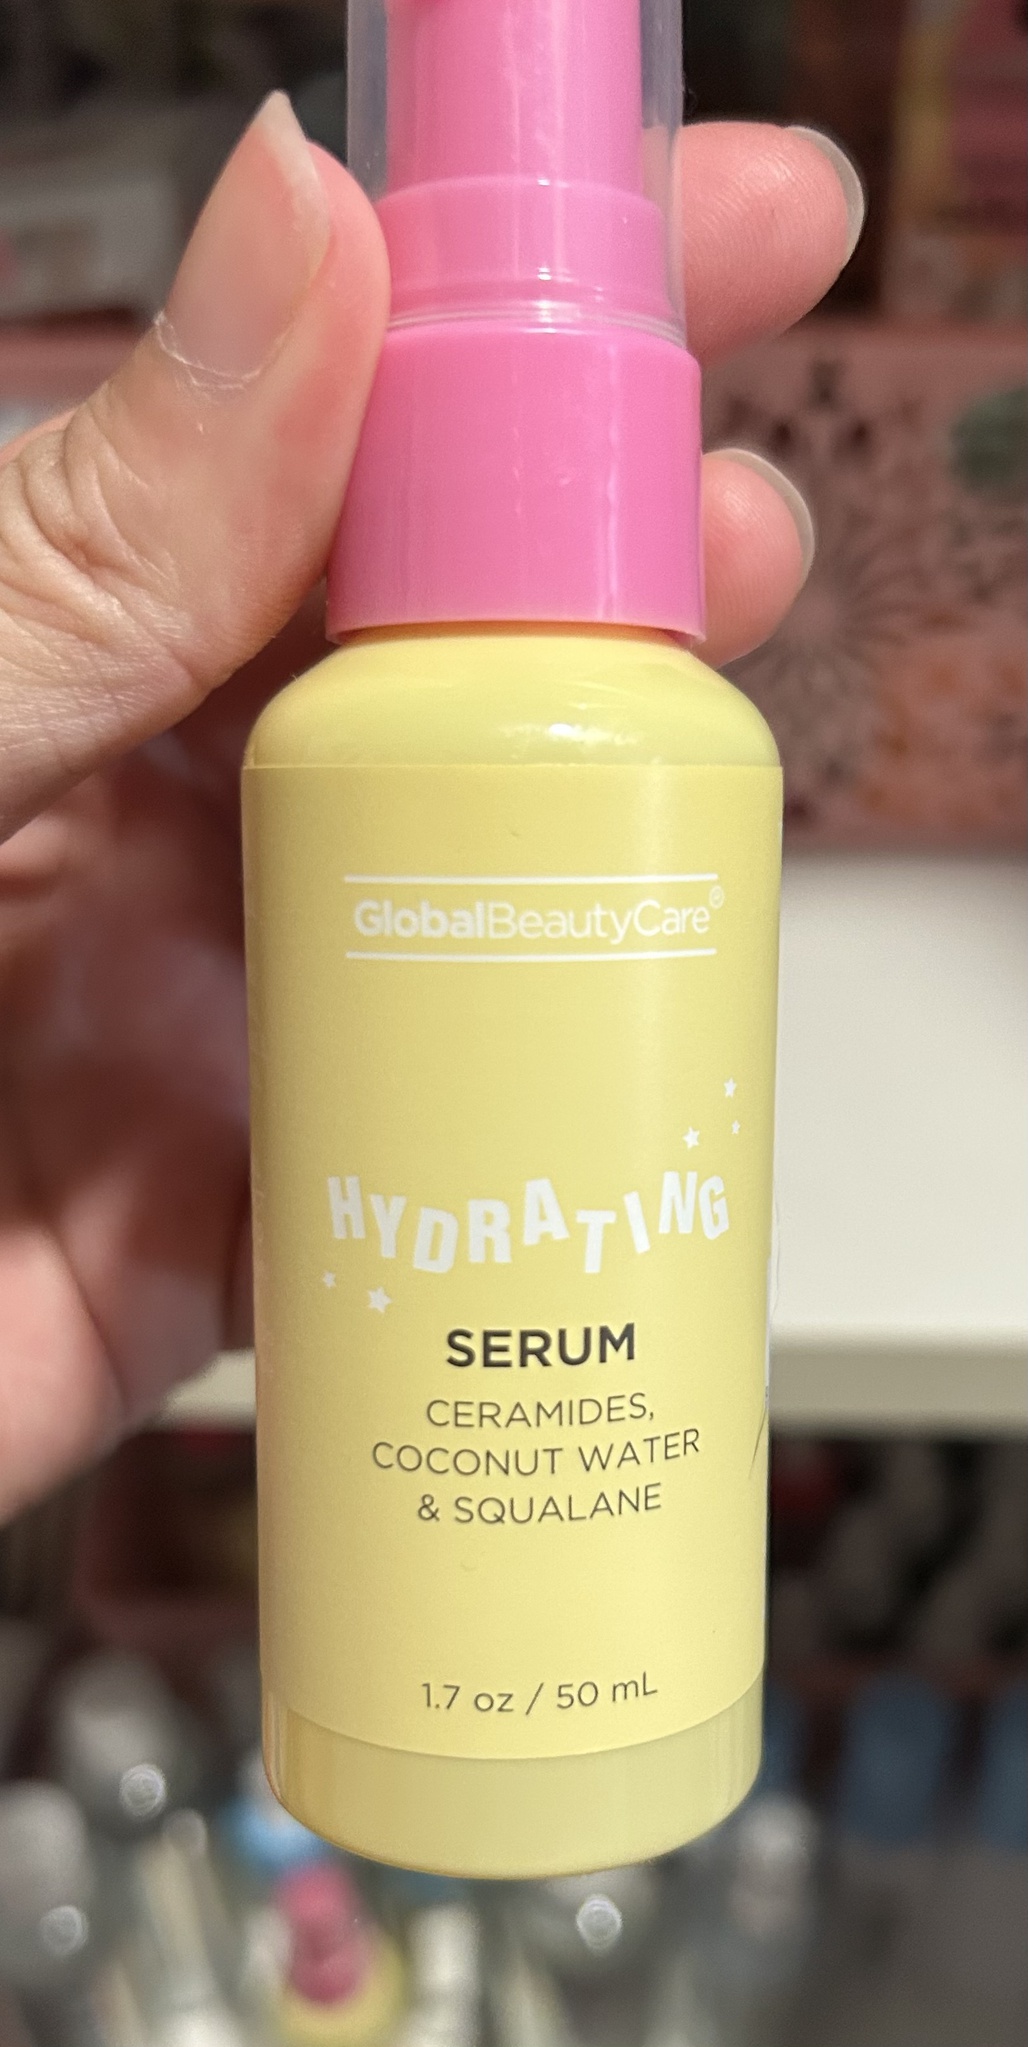 GlobalBeautyCare®
HYDRATING
SERUM
CERAMIDES,
COCONUT WATER
& SQUALANE
1.7 oz / 50 mL